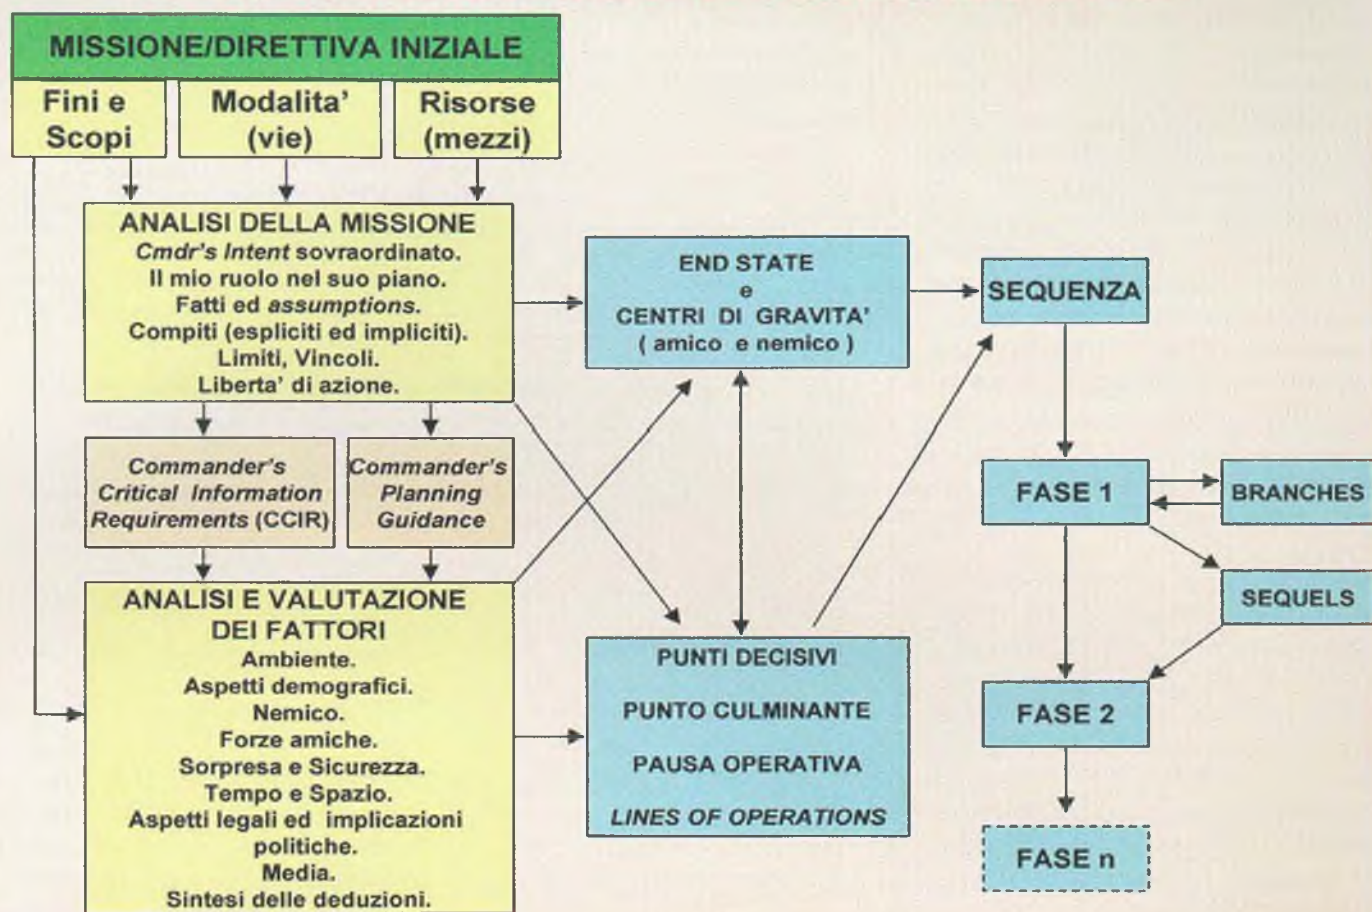 MISSIONE/DIRETTIVA INIZIALE
Fini e
Scopi
Modalita'
(vie)
Risorse
(mezzi)
ANALISI DELLA MISSIONE
Cmdr's Intent sovraordinato.
Il mio ruolo nel suo piano.
Fatti ed assumptions.
Compiti (espliciti ed impliciti).
Limiti, Vincoli.
Liberta' di azione.
Commander's
Critical Information
Requirements (CCIR)
Commander's
Planning
Guidance
ANALISI E VALUTAZIONE
DEI FATTORI
Ambiente.
Aspetti demografici.
Nemico.
Forze amiche.
Sorpresa e Sicurezza.
Tempo e Spazio.
Aspetti legali ed implicazioni
politiche.
Media.
Sintesi delle deduzioni.
END STATE
e
CENTRI DI GRAVITA'
( amico e nemico )
PUNTI DECISIVI
PUNTO CULMINANTE
PAUSA OPERATIVA
LINES OF OPERATIONS
SEQUENZA
FASE 1
BRANCHES
SEQUELS
FASE 2
FASE n